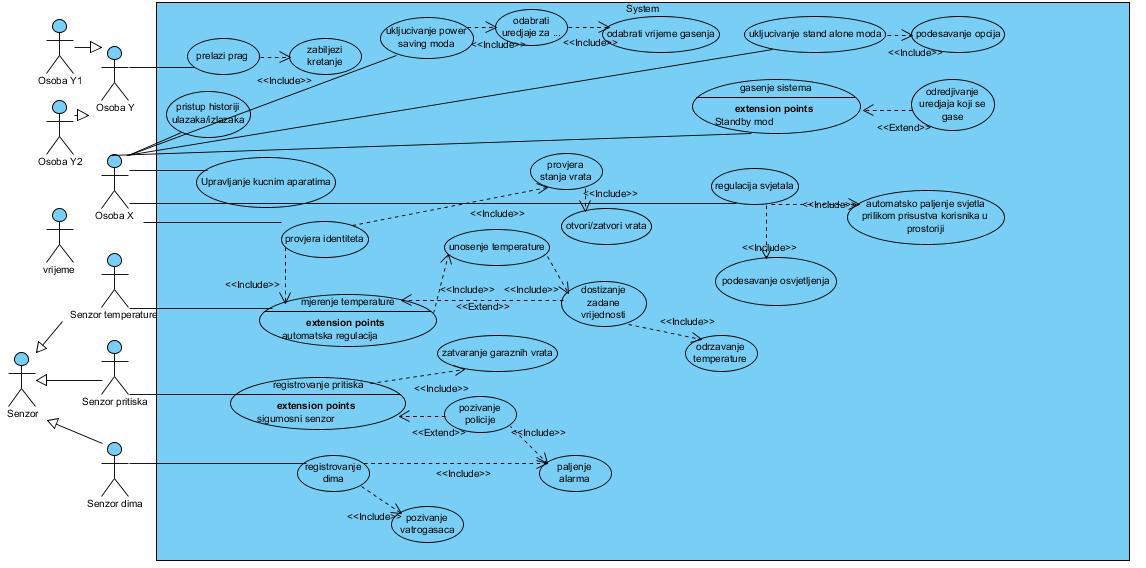 System
Osoba Y1
Osoba Y
Osoba Y2
Osoba X
vrijeme
Senzor temperature
Senzor
Senzor pritiska
Senzor dima
prelazi prag
<<Include>>
zabiljezi
kretanje
ukljucivanje power
saving moda
<<Include>>
odabrati
uredjaje za ...
<<Include>>
odabrati vrijeme gasenja
ukljucivanje stand alone moda
<<Include>>
podesavanje opcija
pristup historiji
ulazaka/izlazaka
gasenje sistema
extension points
Standby mod
<<Extend>>
odredjivanje
uredjaja koji se
gase
Upravljanje kucnim aparatima
provjera
stanja vrata
<<Include>>
<<Include>>
otvori/zatvori vrata
regulacija svjetala
<<Include>>
automatsko paljenje svjetla
prilikom prisustva korisnika u
prostoriji
<<Include>>
podesavanje osvjetljenja
provjera identiteta
<<Include>>
unosenje temperature
<<Include>>
<<Include>>
<<Extend>>
mjerenje temperature
extension points
automatska regulacija
dostizanje
zadane
vrijednosti
<<Include>>
odrzavanje
temperature
zatvaranje garaznih vrata
<<Include>>
registrovanje pritiska
extension points
sigurnosni senzor
<<Extend>>
pozivanje
policije
<<Include>>
registrovanje
dima
<<Include>>
paljenje
alarma
<<Include>>
pozivanje
vatrogasaca